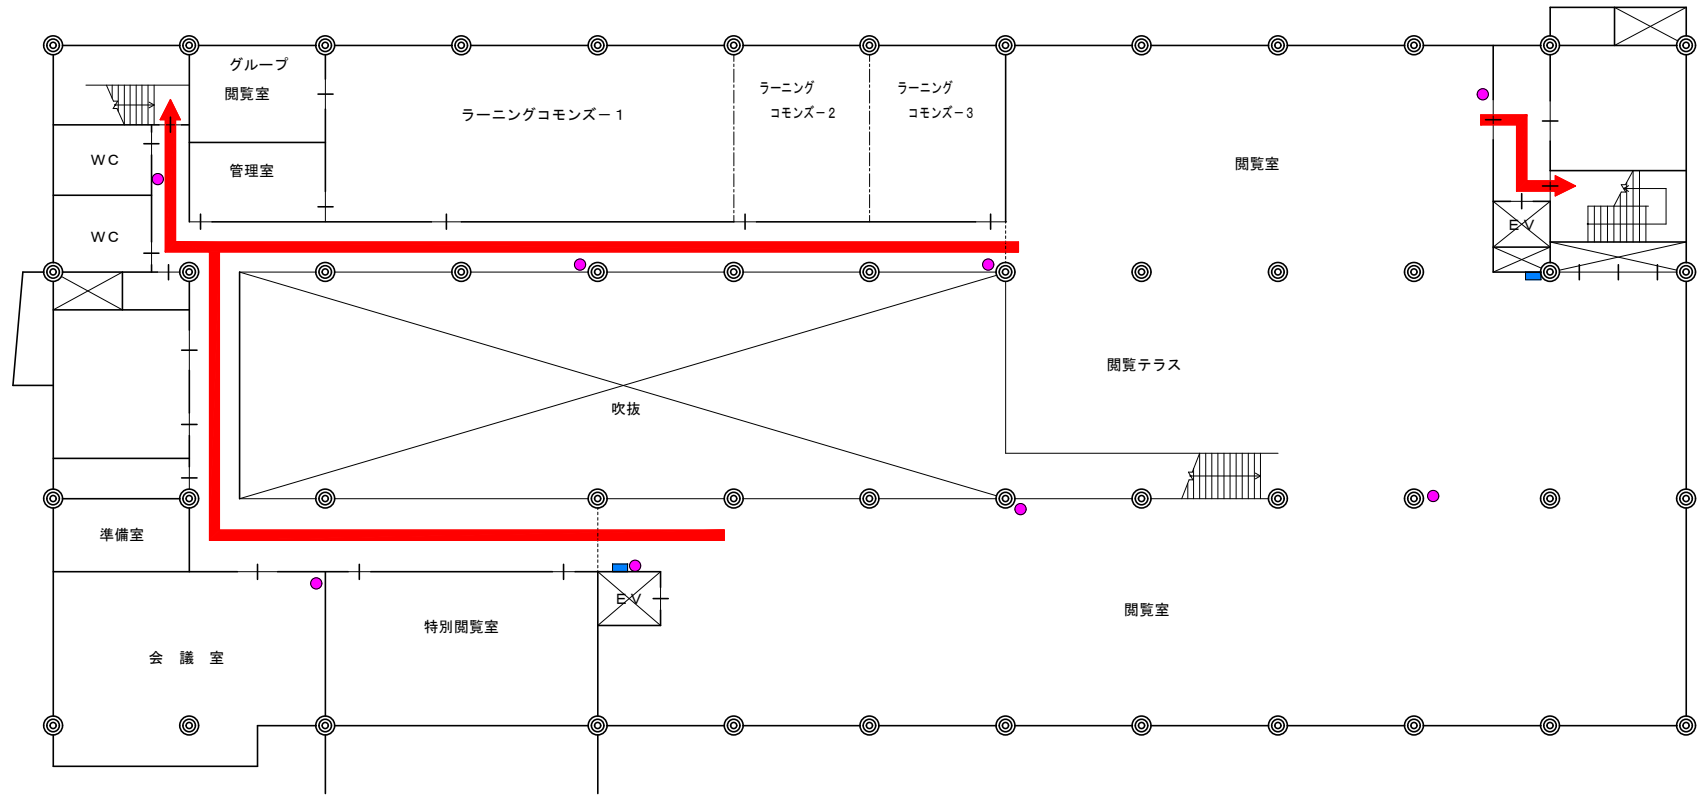 グループ
閲覧室
ラーニングコモンズ－１
ラーニング
コモンズ－２
ラーニング
コモンズ－３
ＷＣ
管理室
閲覧室
ＷＣ
ＥＶ
閲覧テラス
吹抜
準備室
ＥＶ
特別閲覧室
閲覧室
会　議　室